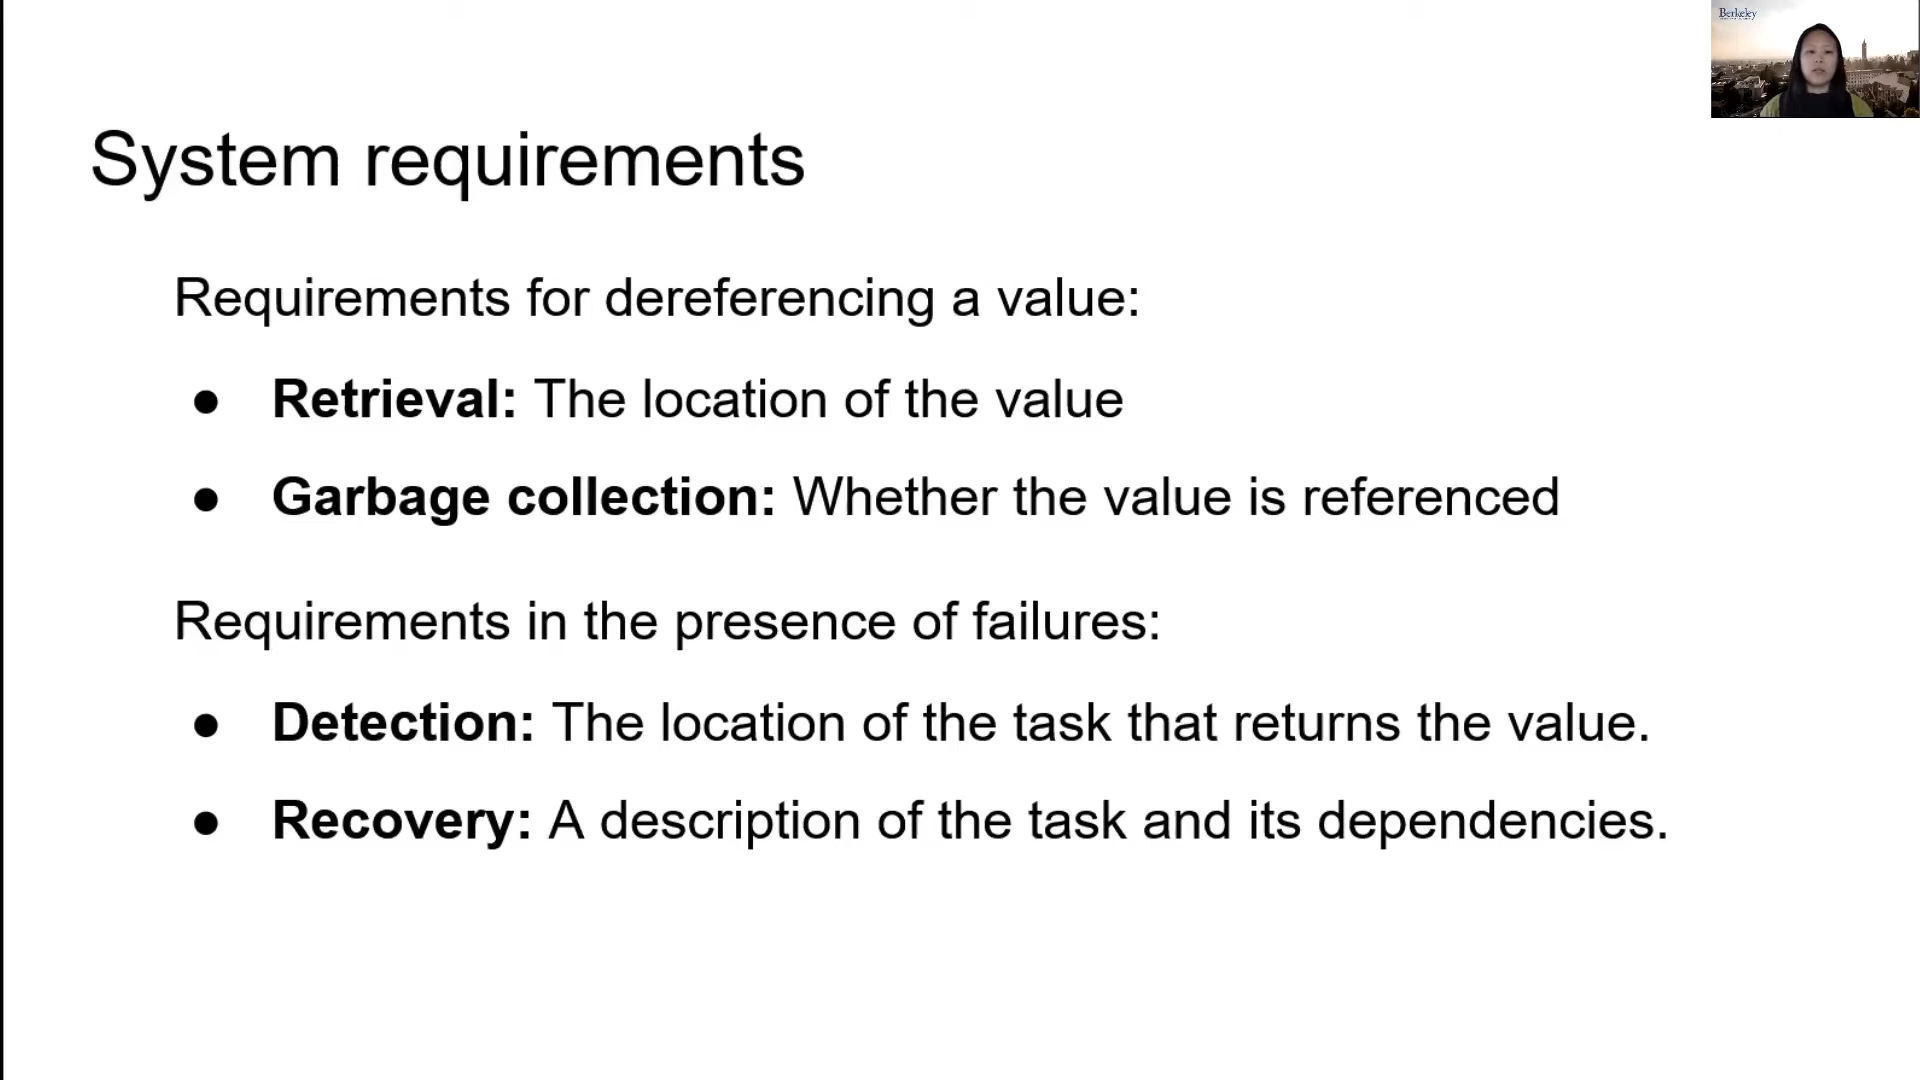 Berkeley
System requirements
Requirements for dereferencing a value:
● Retrieval: The location of the value
● Garbage collection: Whether the value is referenced
Requirements in the presence of failures:
● Detection: The location of the task that returns the value.
● Recovery: A description of the task and its dependencies.